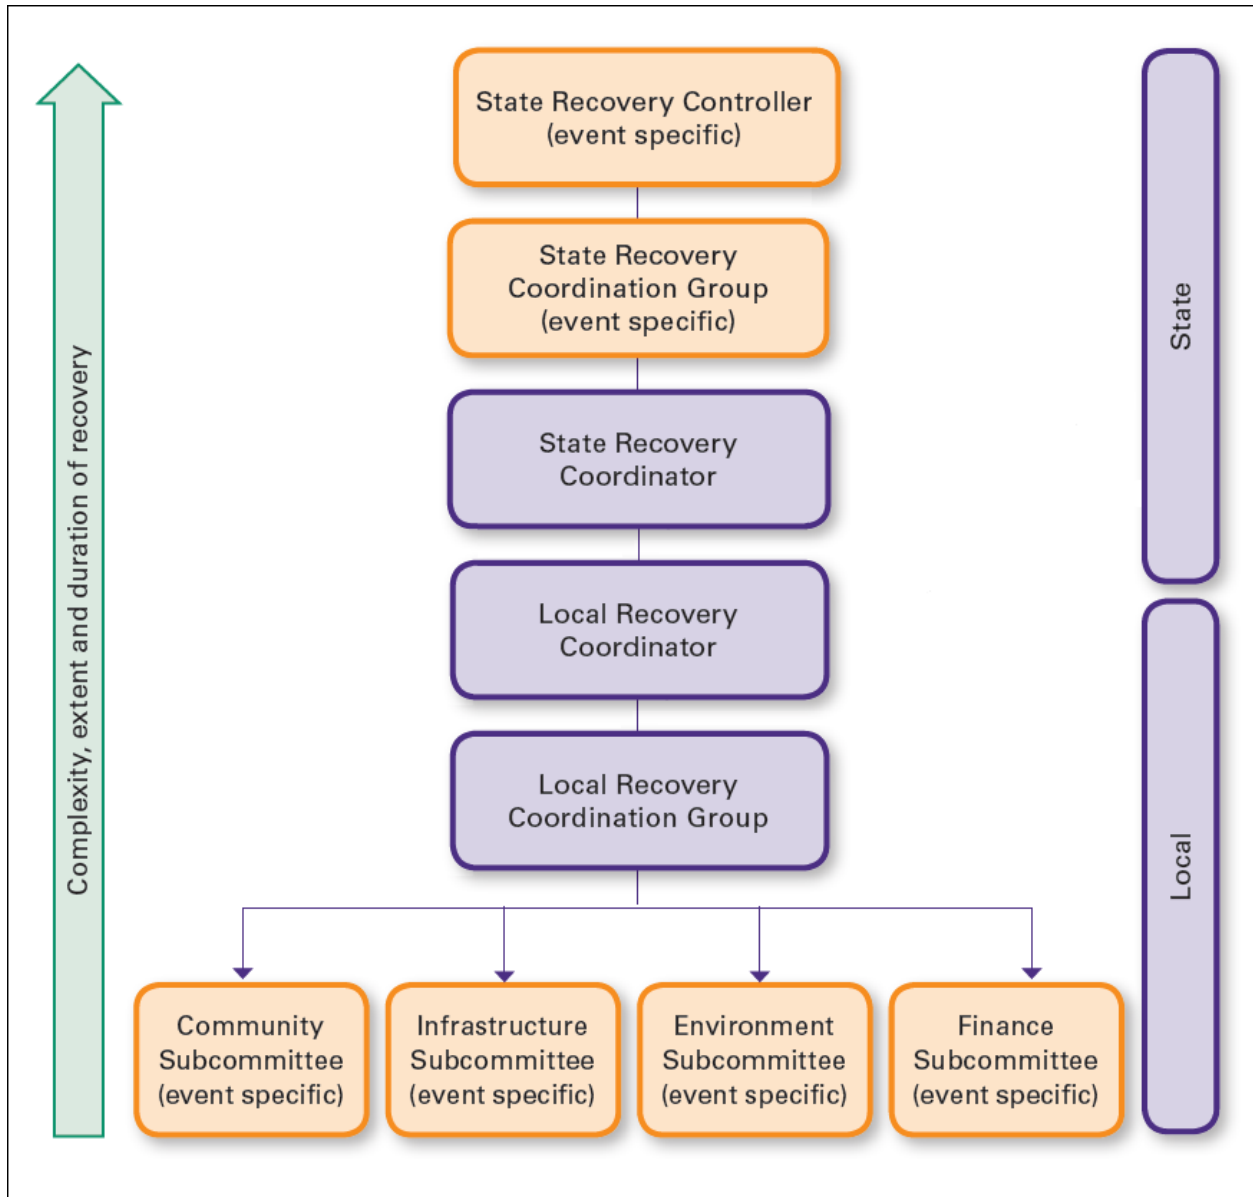 State Recovery Controller
(event specific)
State Recovery
Coordination Group
(event specific)
State Recovery
Coordinator
Local Recovery
Coordinator
Local Recovery
Coordination Group
Community
Subcommittee
(event specific)
Infrastructure
Subcommittee
(event specific)
Environment
Subcommittee
(event specific)
Finance
Subcommittee
(event specific)
Complexity, extent and duration of recovery
State
Local